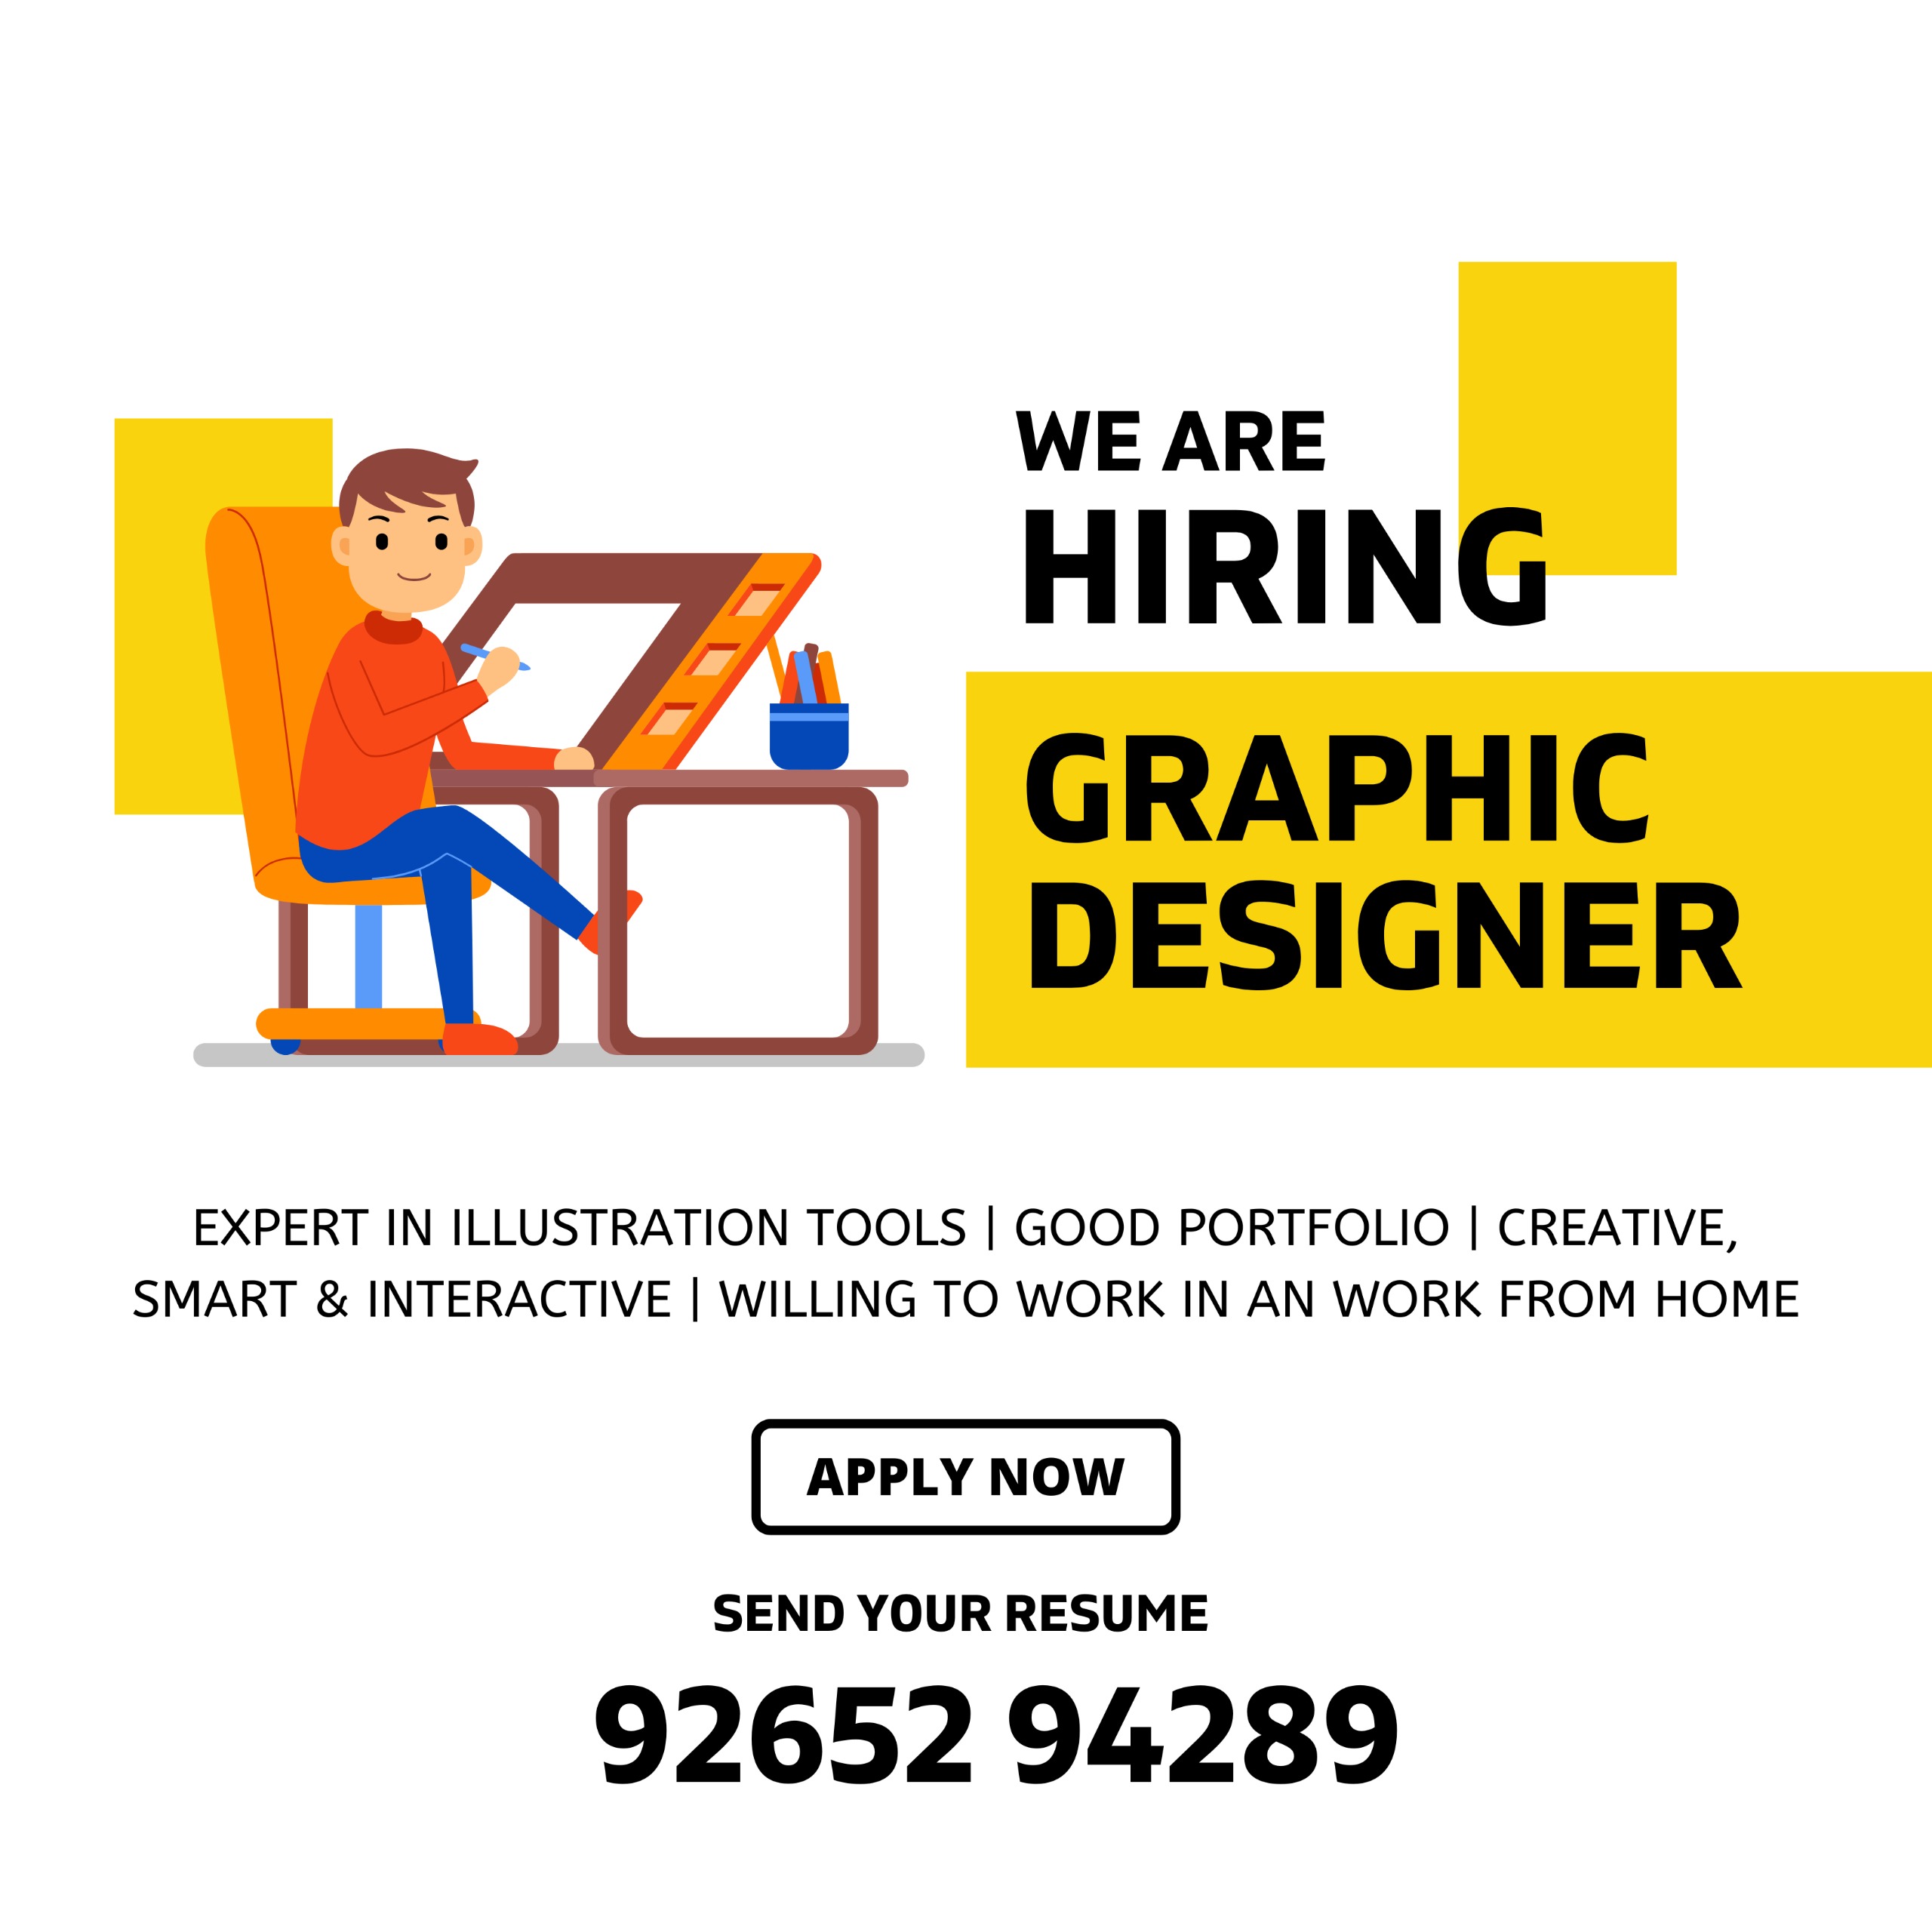 WE ARE
HIRING
GRAPHIC
DESIGNER
EXPERT IN ILLUSTRATION TOOLS | GOOD PORTFOLIO | CREATIVE,
SMART & INTERACTIVE | WILLING TO WORK IN AN WORK FROM HOME
APPLY NOW
SEND YOUR RESUME
92652 94289